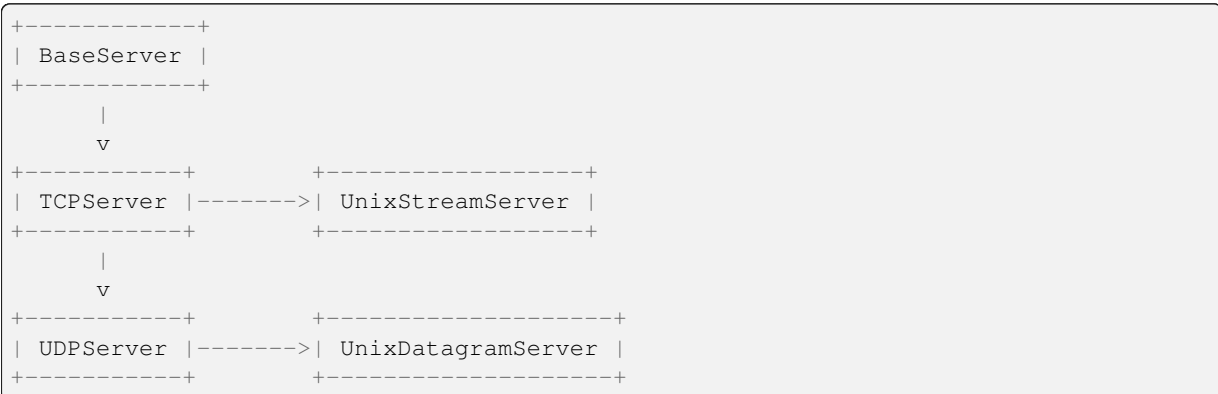 +------------+
| BaseServer |
+------------+
      |
      v
+-----------+        +------------------+
| TCPServer |------->| UnixStreamServer |
+-----------+        +------------------+
      |
      v
+-----------+        +--------------------+
| UDPServer |------->| UnixDatagramServer |
+-----------+        +--------------------+